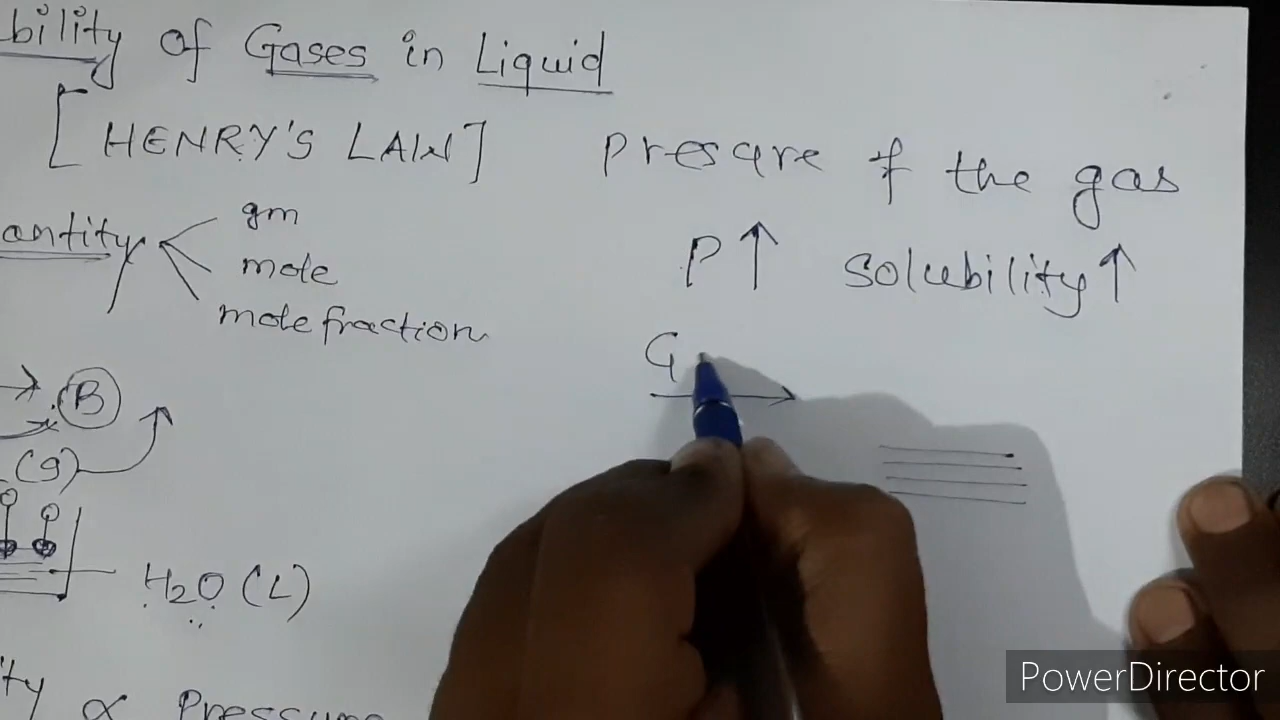 bility of Gases in Liquid
[HENRY'S LAW]
presqre of the gas
P↑ solubility↑
antity
gm
mole
mole fraction
G
B
(g)
H2O (L)
ity ∝ Pressure
PowerDirector